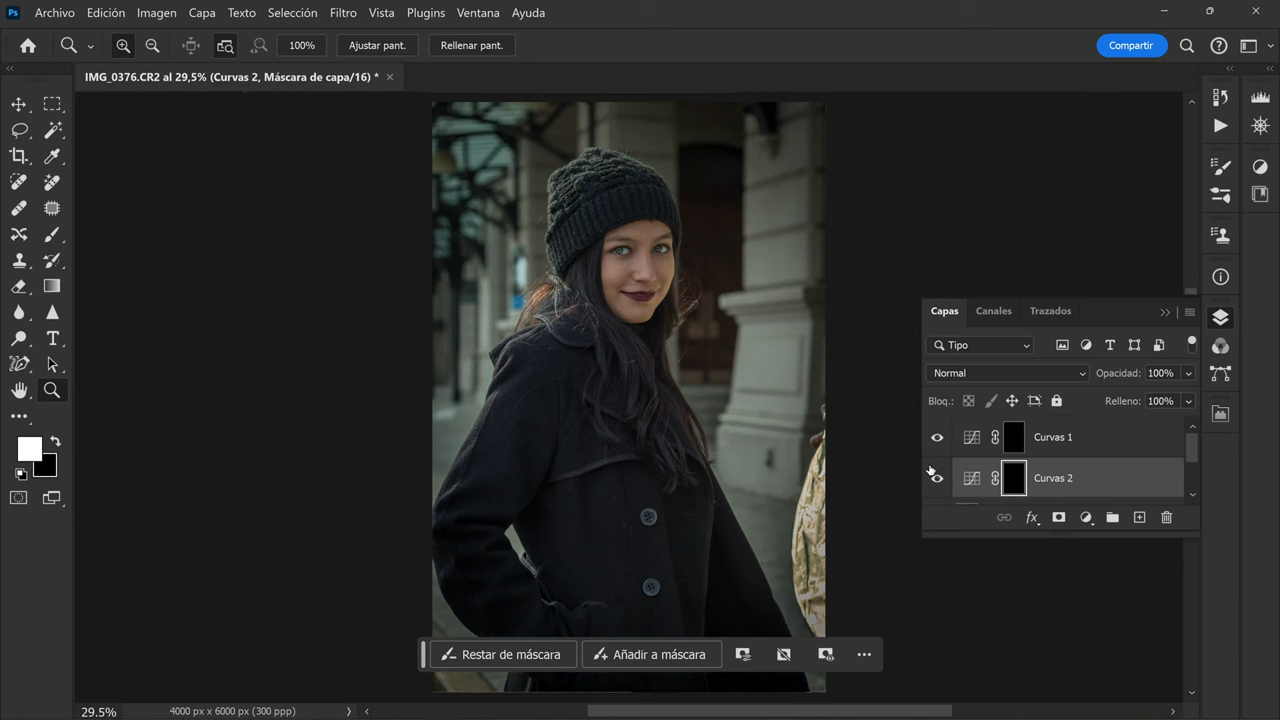 Ps Archivo Edición Imagen Capa Texto Selección Filtro Vista Plugins Ventana Ayuda
100% Ajustar pant. Rellenar pant. Compartir
IMG_0376.CR2 al 29,5% (Curvas 2, Máscara de capa/16) *
Capas Canales Trazados
Tipo
Normal Opacidad: 100%
Bloq.: Relleno: 100%
Curvas 1
Curvas 2
fx
Restar de máscara Añadir a máscara
29.5% 4000 px x 6000 px (300 ppp)